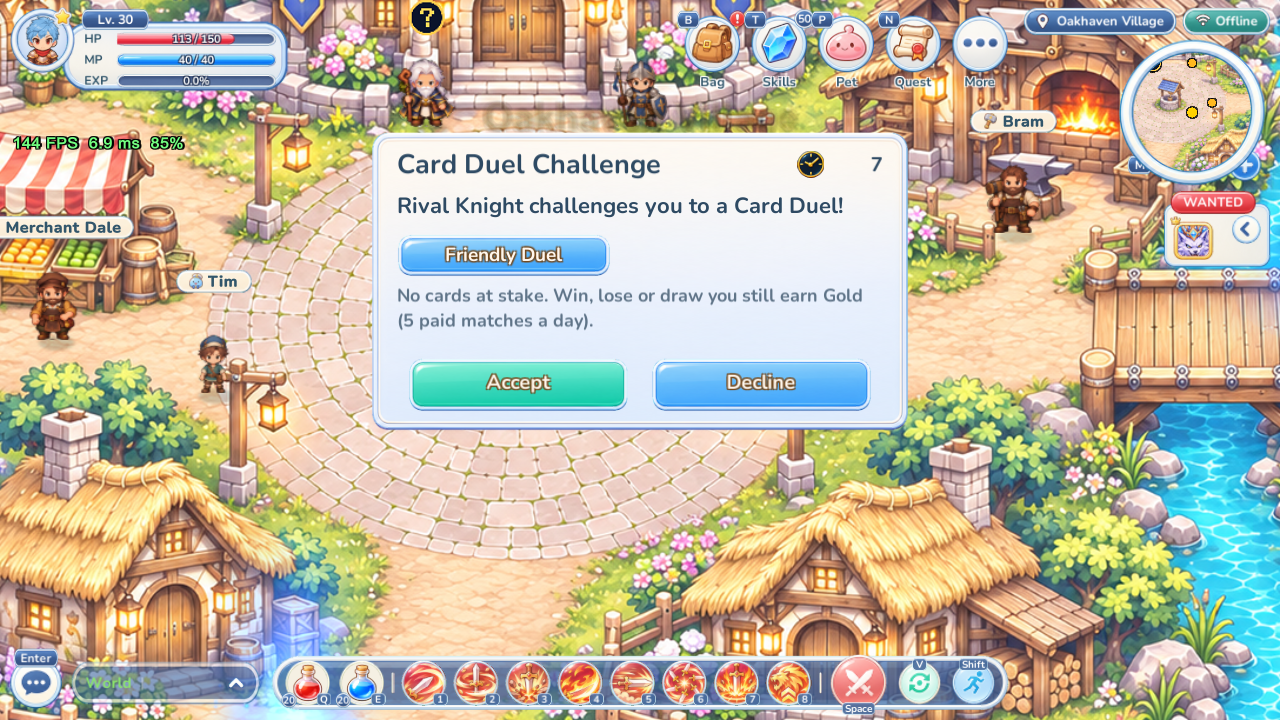 Lv. 30
HP 113 / 150
MP 40 / 40
EXP 0.0%
144 FPS 6.9 ms 85%
?
B
!
T
50
P
N
Bag
Skills
Pet
Quest
More
Oakhaven Village
Offline
Bram
M
WANTED
Merchant Dale
Tim
Card Duel Challenge
7
Rival Knight challenges you to a Card Duel!
Friendly Duel
No cards at stake. Win, lose or draw you still earn Gold
(5 paid matches a day).
Accept
Decline
Enter
World
20 Q
20 E
1
2
3
4
5
6
7
8
Space
V
Shift